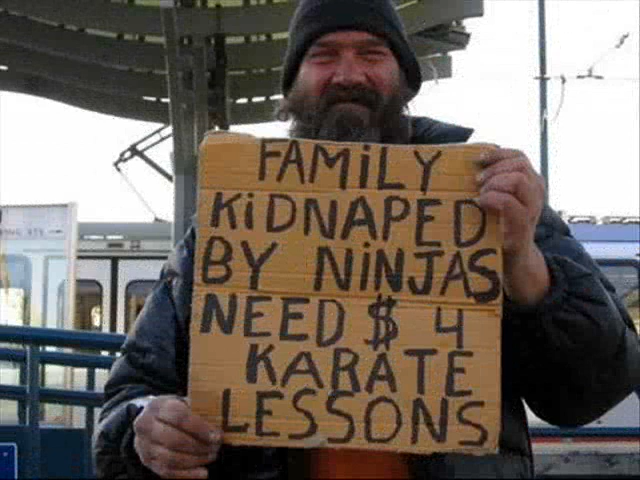 FAMiLY
KiDNAPED
BY NiNJAS
NEED $ 4
KARATE
LESSONS